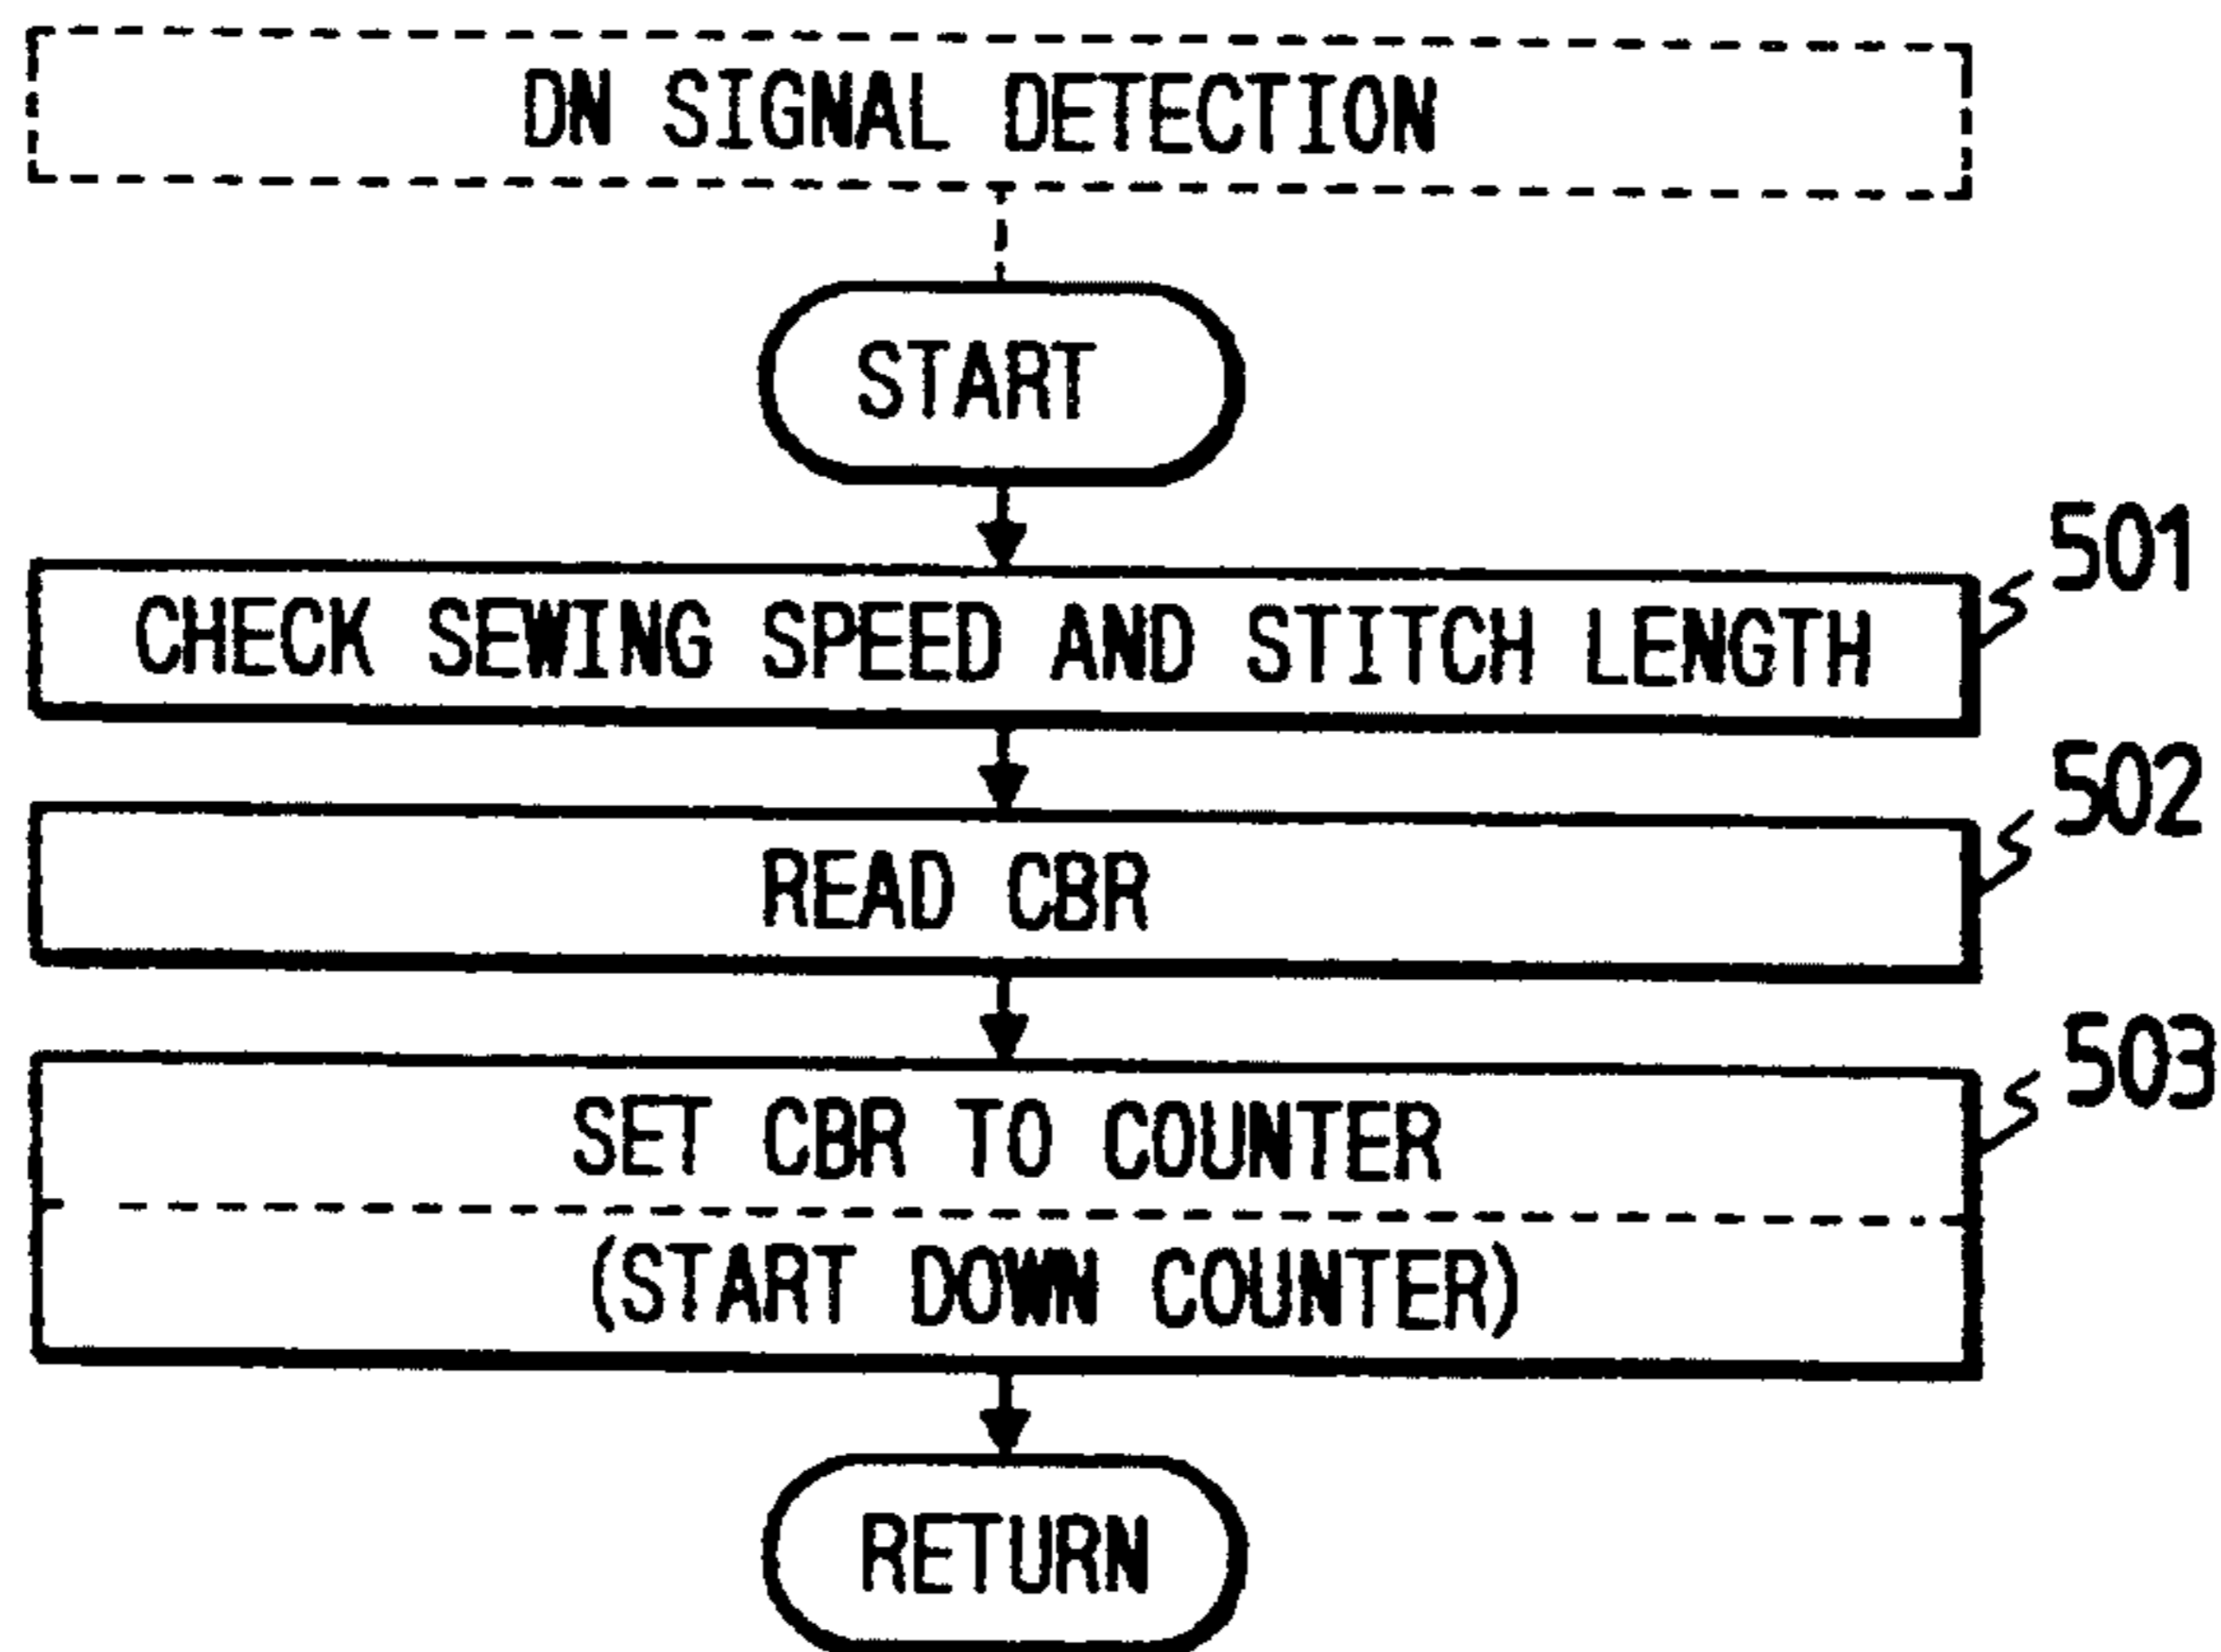 DN SIGNAL DETECTION
START
501
CHECK SEWING SPEED AND STITCH LENGTH
502
READ CBR
503
SET CBR TO COUNTER
(START DOWN COUNTER)
RETURN